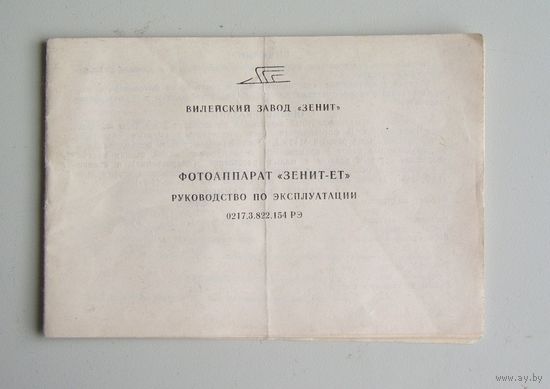 ВИЛЕЙСКИЙ ЗАВОД «ЗЕНИТ»
ФОТОАППАРАТ «ЗЕНИТ-ЕТ»
РУКОВОДСТВО ПО ЭКСПЛУАТАЦИИ
0217.3.822.154 РЭ
www.ay.by